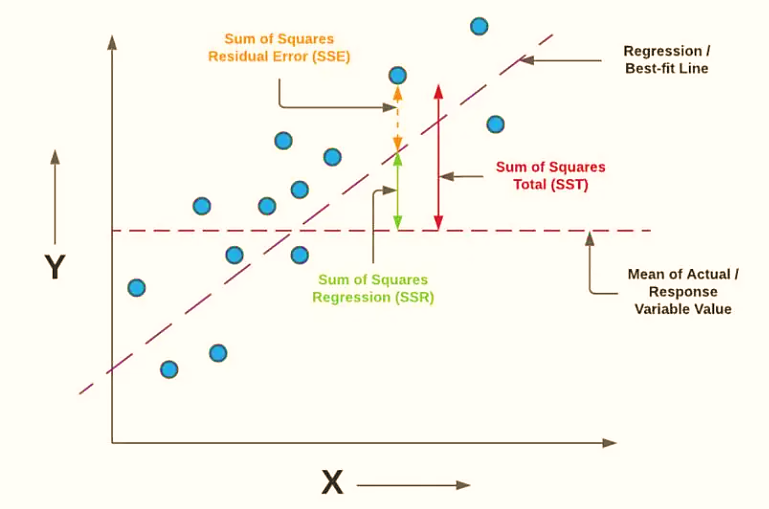 Sum of Squares
Residual Error (SSE)
Regression /
Best-fit Line
Sum of Squares
Total (SST)
Y
Sum of Squares
Regression (SSR)
Mean of Actual /
Response
Variable Value
X